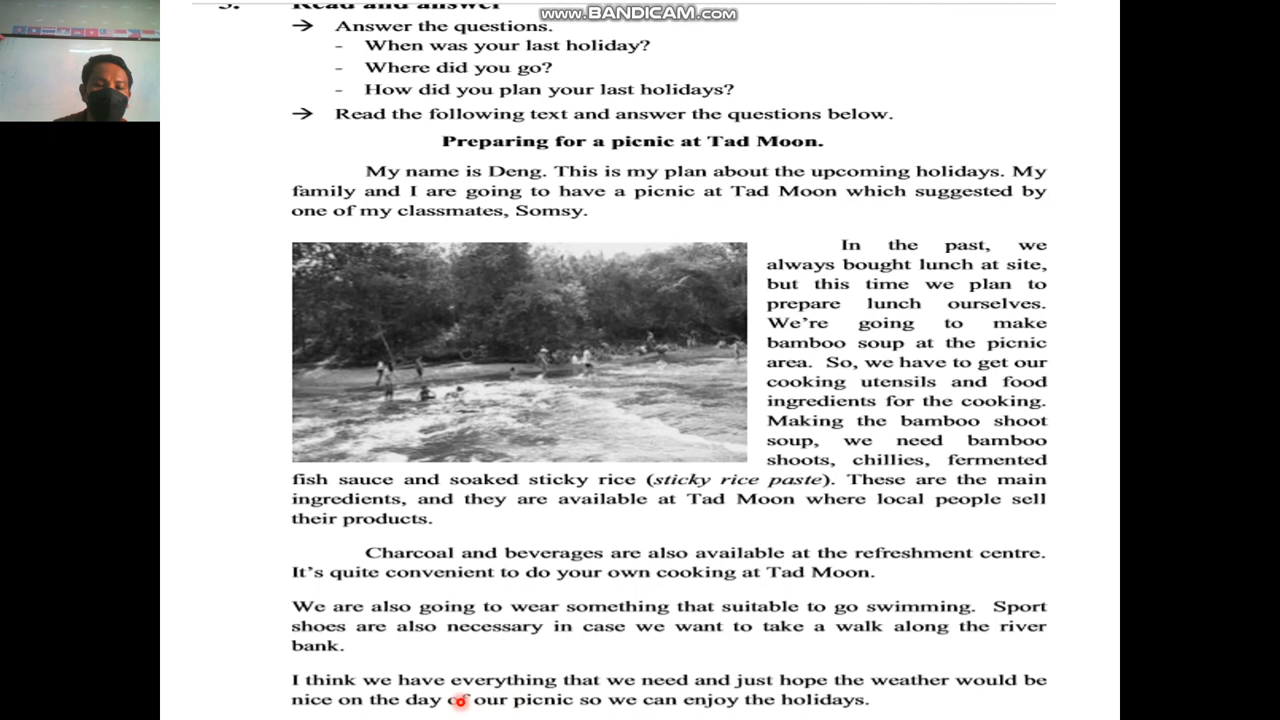 www.BANDICAM.com
3. Read and answer
→ Answer the questions.
- When was your last holiday?
- Where did you go?
- How did you plan your last holidays?
→ Read the following text and answer the questions below.
Preparing for a picnic at Tad Moon.
My name is Deng. This is my plan about the upcoming holidays. My
family and I are going to have a picnic at Tad Moon which suggested by
one of my classmates, Somsy.
In the past, we
always bought lunch at site,
but this time we plan to
prepare lunch ourselves.
We're going to make
bamboo soup at the picnic
area. So, we have to get our
cooking utensils and food
ingredients for the cooking.
Making the bamboo shoot
soup, we need bamboo
shoots, chillies, fermented
fish sauce and soaked sticky rice (sticky rice paste). These are the main
ingredients, and they are available at Tad Moon where local people sell
their products.
Charcoal and beverages are also available at the refreshment centre.
It's quite convenient to do your own cooking at Tad Moon.
We are also going to wear something that suitable to go swimming. Sport
shoes are also necessary in case we want to take a walk along the river
bank.
I think we have everything that we need and just hope the weather would be
nice on the day of our picnic so we can enjoy the holidays.